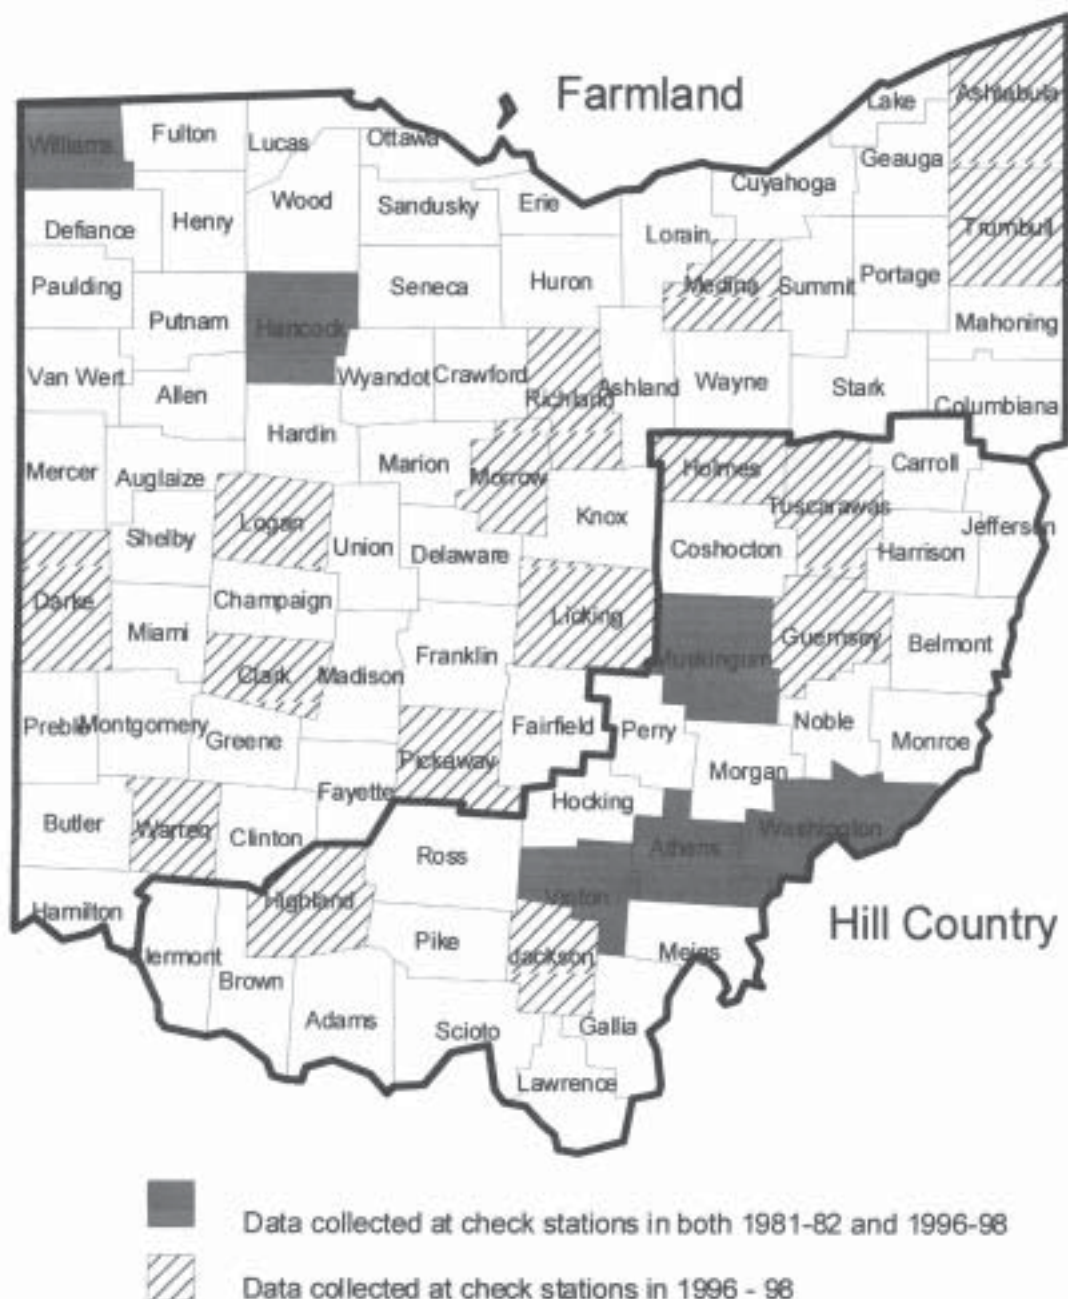 Farmland
Lake
Ashtabula
Williams
Fulton
Lucas
Ottawa
Geauga
Wood
Sandusky
Erie
Cuyahoga
Defiance
Henry
Lorain
Trumbull
Paulding
Seneca
Huron
Medina
Summit
Portage
Putnam
Hancock
Mahoning
Van Wert
Allen
Wyandot
Crawford
Richland
Ashland
Wayne
Stark
Columbiana
Hardin
Mercer
Auglaize
Marion
Morrow
Holmes
Carroll
Logan
Knox
Tuscarawas
Jefferson
Shelby
Union
Delaware
Coshocton
Harrison
Darke
Champaign
Licking
Miami
Franklin
Muskingum
Guernsey
Belmont
Clark
Madison
Preble
Montgomery
Greene
Pickaway
Fairfield
Perry
Noble
Monroe
Fayette
Hocking
Morgan
Butler
Warren
Clinton
Ross
Athens
Washington
Highland
Vinton
Hamilton
Hill Country
Clermont
Pike
Jackson
Meigs
Brown
Adams
Scioto
Gallia
Lawrence
Data collected at check stations in both 1981-82 and 1996-98
Data collected at check stations in 1996 - 98